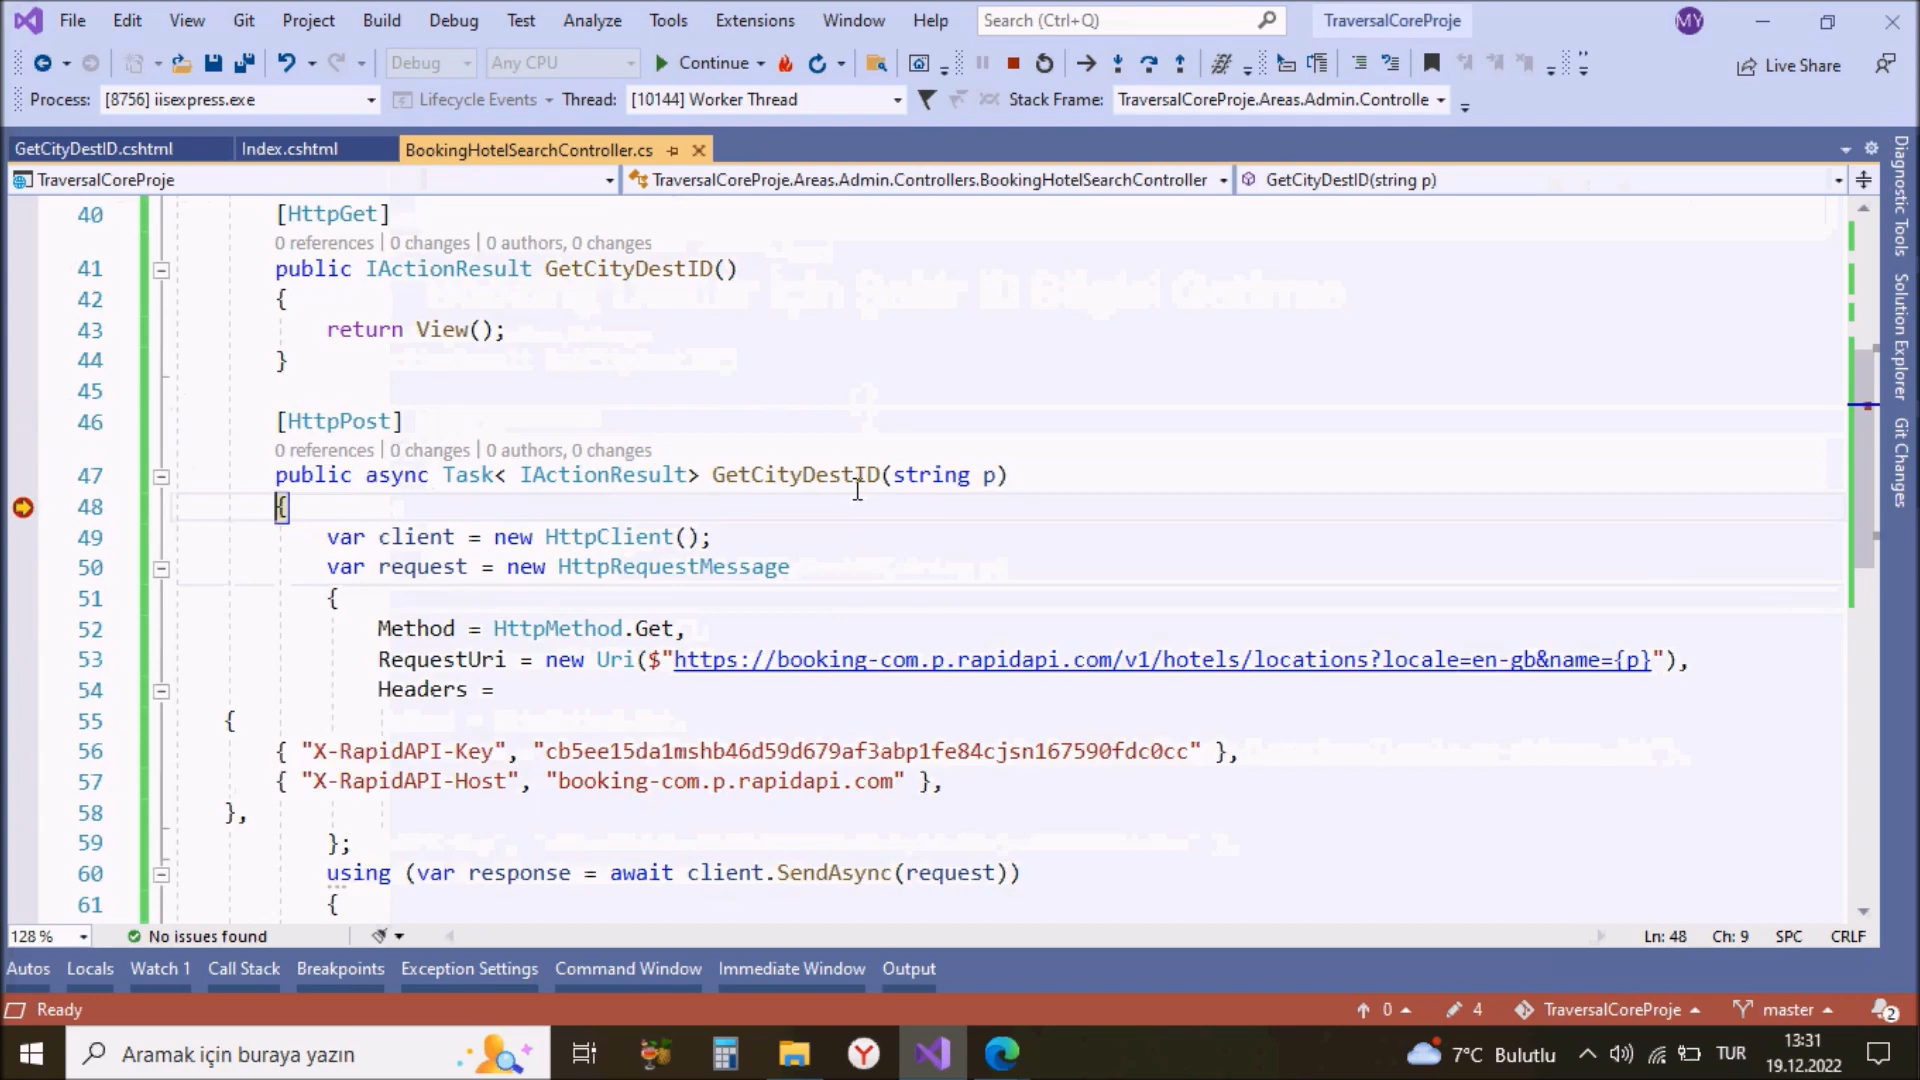 File Edit View Git Project Build Debug Test Analyze Tools Extensions Window Help Search (Ctrl+Q) TraversalCoreProje MY
Debug Any CPU Continue Live Share
Process: [8756] iisexpress.exe Lifecycle Events Thread: [10144] Worker Thread Stack Frame: TraversalCoreProje.Areas.Admin.Controlle
GetCityDestID.cshtml Index.cshtml BookingHotelSearchController.cs
TraversalCoreProje TraversalCoreProje.Areas.Admin.Controllers.BookingHotelSearchController GetCityDestID(string p)
40 [HttpGet]
0 references | 0 changes | 0 authors, 0 changes
41 public IActionResult GetCityDestID()
42 {
43 return View();
44 }
45
46 [HttpPost]
0 references | 0 changes | 0 authors, 0 changes
47 public async Task< IActionResult> GetCityDestID(string p)
48 {
49 var client = new HttpClient();
50 var request = new HttpRequestMessage
51 {
52 Method = HttpMethod.Get,
53 RequestUri = new Uri($"https://booking-com.p.rapidapi.com/v1/hotels/locations?locale=en-gb&name={p}"),
54 Headers =
55 {
56 { "X-RapidAPI-Key", "cb5ee15da1mshb46d59d679af3abp1fe84cjsn167590fdc0cc" },
57 { "X-RapidAPI-Host", "booking-com.p.rapidapi.com" },
58 },
59 };
60 using (var response = await client.SendAsync(request))
61 {
Diagnostic Tools
Solution Explorer
Git Changes
128 % No issues found Ln: 48 Ch: 9 SPC CRLF
Autos Locals Watch 1 Call Stack Breakpoints Exception Settings Command Window Immediate Window Output
Ready 0 4 TraversalCoreProje master 2
Aramak için buraya yazın 7°C Bulutlu TUR 13:31
19.12.2022